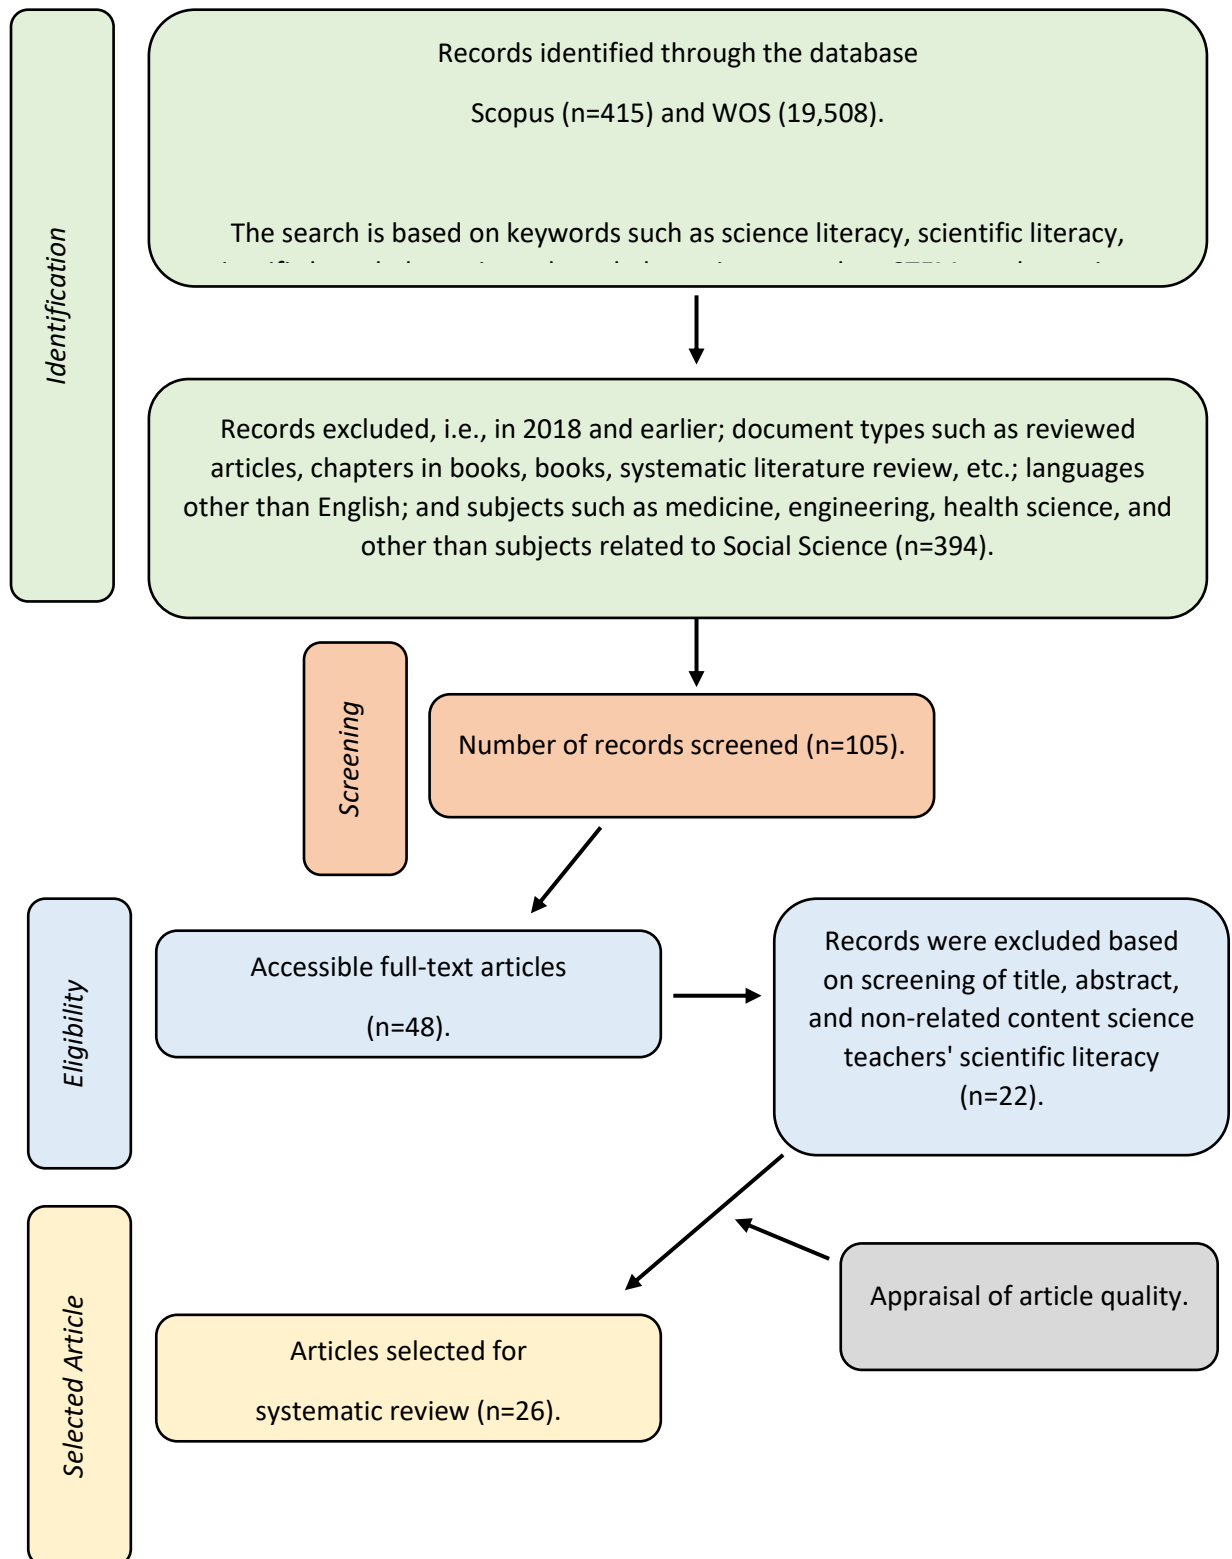 Identification
Records identified through the database
Scopus (n=415) and WOS (19,508).
The search is based on keywords such as science literacy, scientific literacy,
Records excluded, i.e., in 2018 and earlier; document types such as reviewed
articles, chapters in books, books, systematic literature review, etc.; languages
other than English; and subjects such as medicine, engineering, health science, and
other than subjects related to Social Science (n=394).
Screening
Number of records screened (n=105).
Eligibility
Accessible full-text articles
(n=48).
Records were excluded based
on screening of title, abstract,
and non-related content science
teachers' scientific literacy
(n=22).
Selected Article
Appraisal of article quality.
Articles selected for
systematic review (n=26).